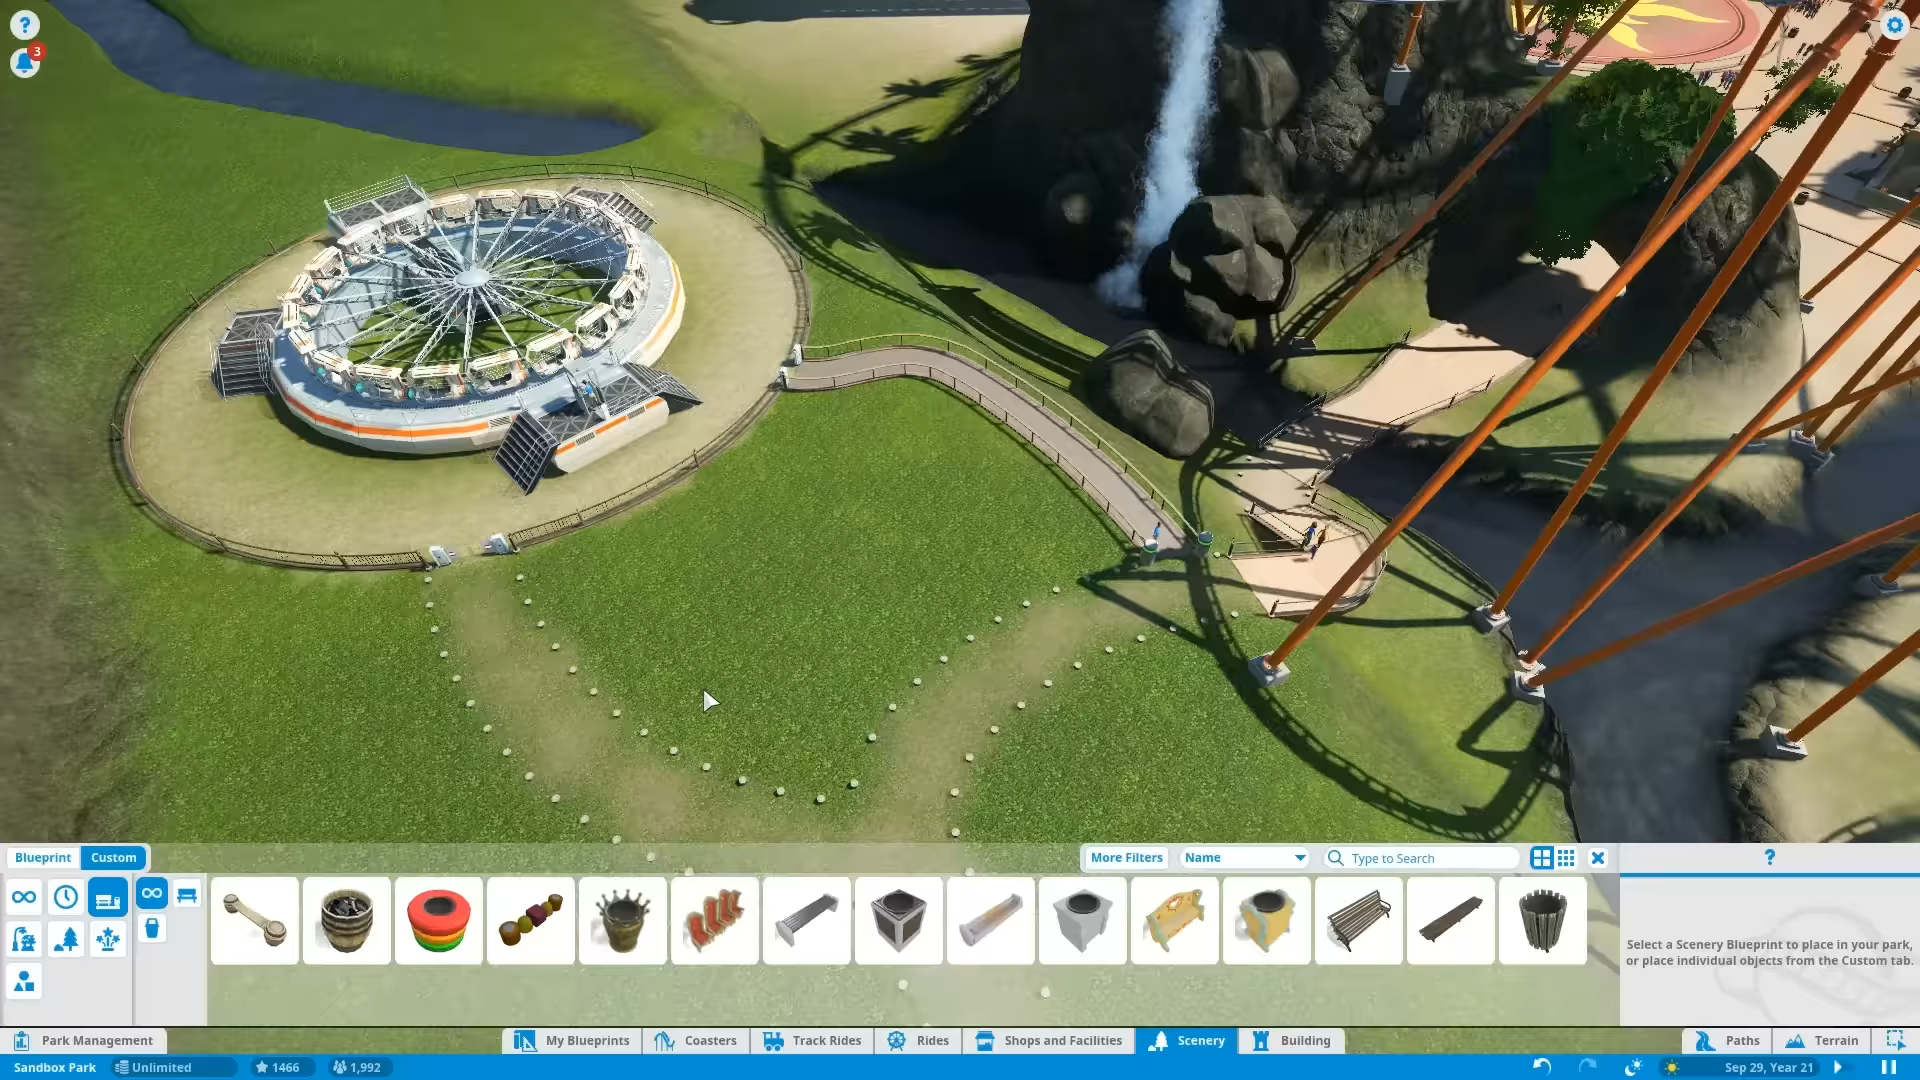 ?
3
Blueprint
Custom
More Filters
Name
Type to Search
?
Select a Scenery Blueprint to place in your park,
or place individual objects from the Custom tab.
Park Management
My Blueprints
Coasters
Track Rides
Rides
Shops and Facilities
Scenery
Building
Paths
Terrain
Sandbox Park
Unlimited
1466
1,992
Sep 29, Year 21